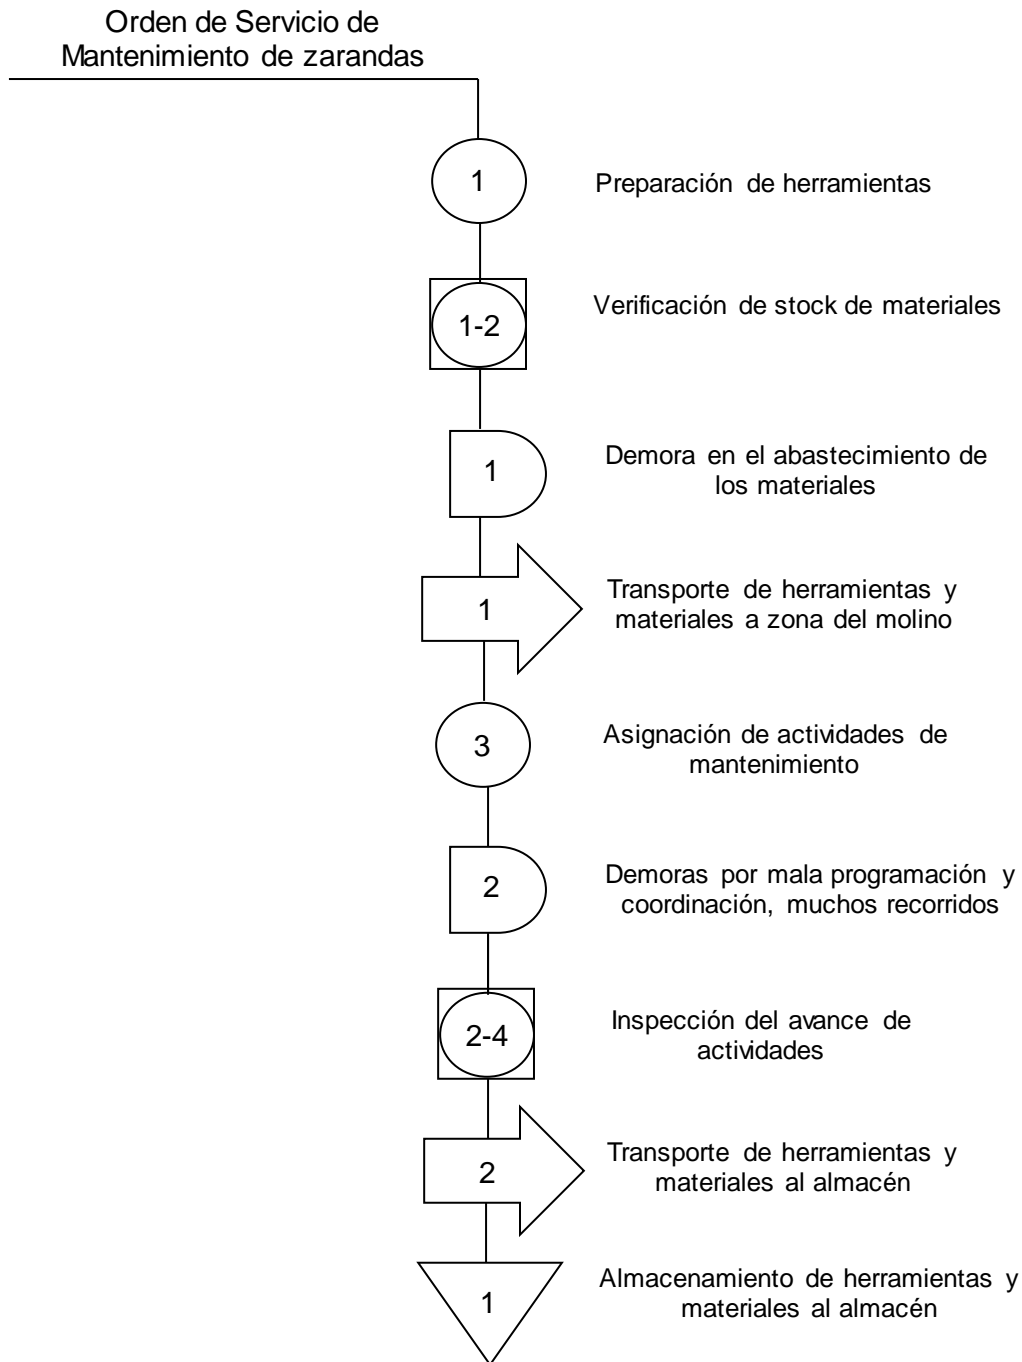 Orden de Servicio de
Mantenimiento de zarandas
1
Preparación de herramientas
1-2
Verificación de stock de materiales
1
Demora en el abastecimiento de
los materiales
1
Transporte de herramientas y
materiales a zona del molino
3
Asignación de actividades de
mantenimiento
2
Demoras por mala programación y
coordinación, muchos recorridos
2-4
Inspección del avance de
actividades
2
Transporte de herramientas y
materiales al almacén
1
Almacenamiento de herramientas y
materiales al almacén